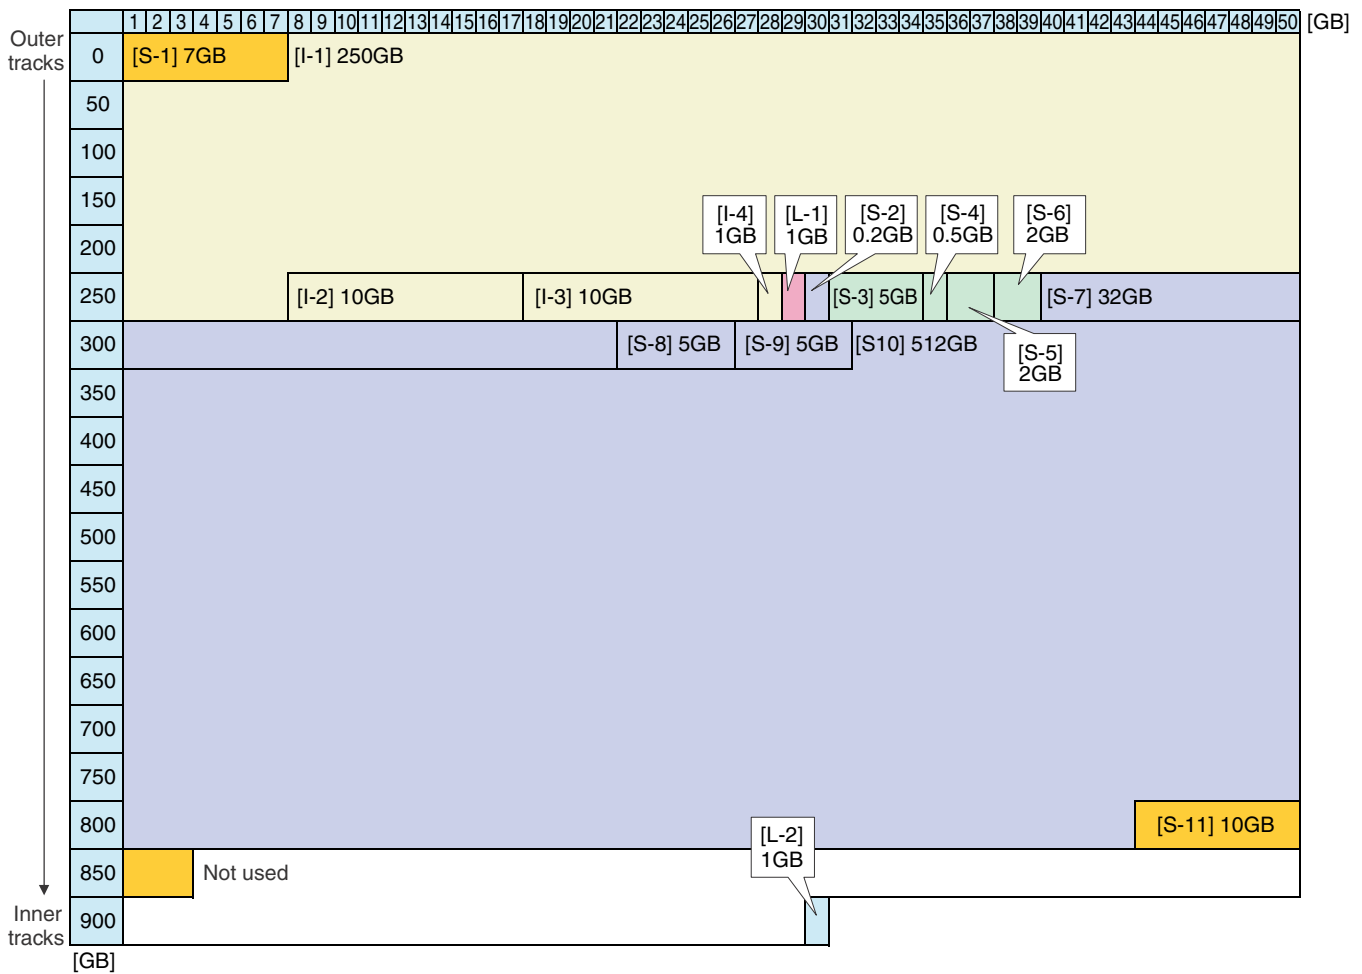 1 2 3 4 5 6 7 8 9 10 11 12 13 14 15 16 17 18 19 20 21 22 23 24 25 26 27 28 29 30 31 32 33 34 35 36 37 38 39 40 41 42 43 44 45 46 47 48 49 50 [GB]
Outer
tracks
0 [S-1] 7GB [I-1] 250GB
50
100
150
[I-4]
1GB
[L-1]
1GB
[S-2]
0.2GB
[S-4]
0.5GB
[S-6]
2GB
200
250 [I-2] 10GB [I-3] 10GB [S-3] 5GB [S-7] 32GB
300 [S-8] 5GB [S-9] 5GB [S10] 512GB
[S-5]
2GB
350
400
450
500
550
600
650
700
750
800 [S-11] 10GB
[L-2]
1GB
850 Not used
Inner
tracks
900
[GB]